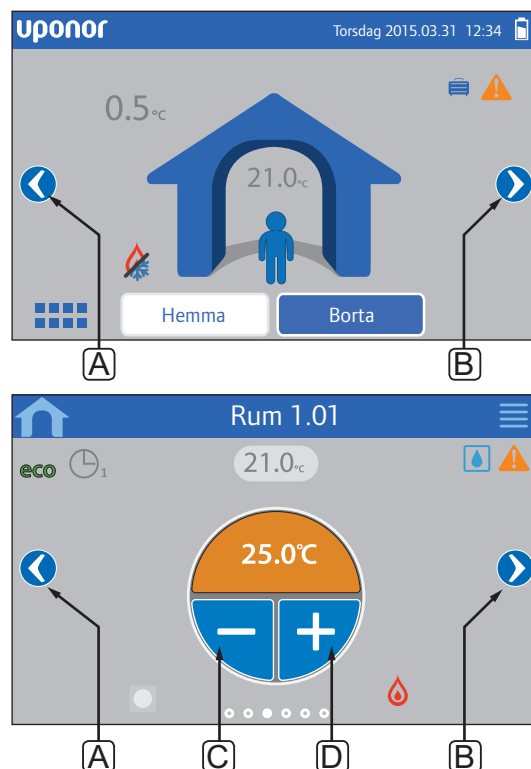 uponor Torsdag 2015.03.31 12:34
0.5°C
21.0°C
Hemma Borta
A B
Rum 1.01
eco 1 21.0°C
25.0°C
− +
A C D B